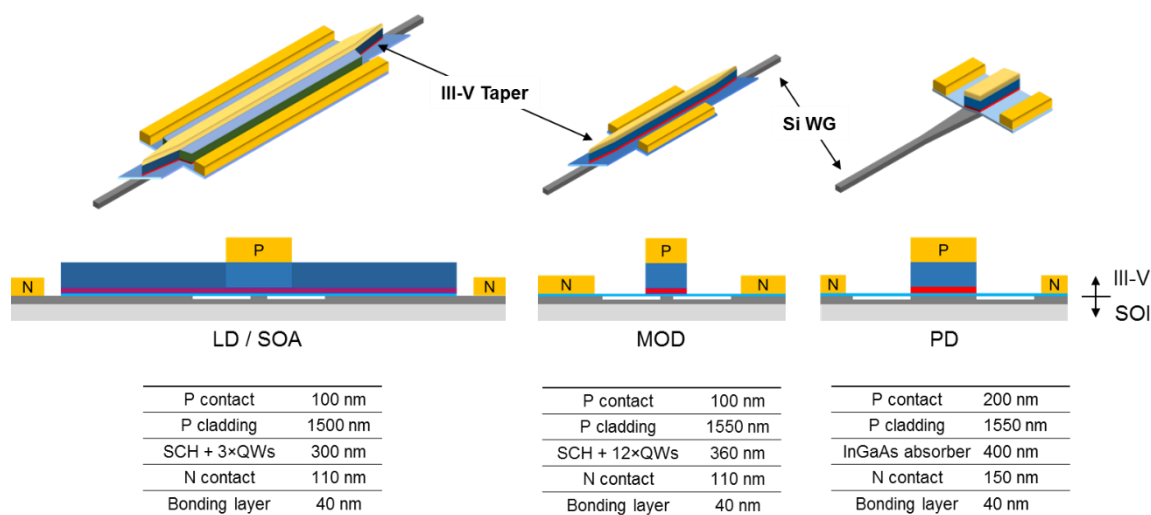 III-V Taper
Si WG
P
N
N
LD / SOA
P
N
N
MOD
P
N
N
PD
III-V
SOI
P contact 100 nm
P cladding 1500 nm
SCH + 3×QWs 300 nm
N contact 110 nm
Bonding layer 40 nm
P contact 100 nm
P cladding 1550 nm
SCH + 12×QWs 360 nm
N contact 110 nm
Bonding layer 40 nm
P contact 200 nm
P cladding 1550 nm
InGaAs absorber 400 nm
N contact 150 nm
Bonding layer 40 nm